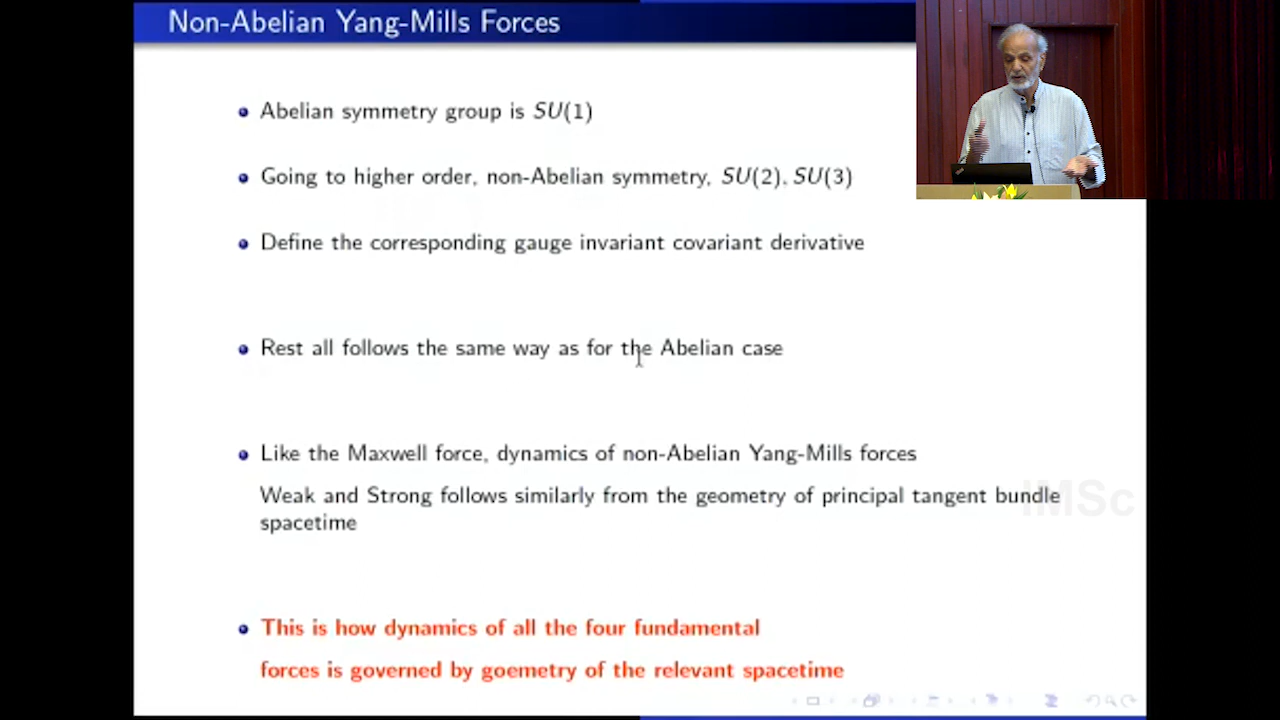 Non-Abelian Yang-Mills Forces
Abelian symmetry group is SU(1)
Going to higher order, non-Abelian symmetry, SU(2), SU(3)
Define the corresponding gauge invariant covariant derivative
Rest all follows the same way as for the Abelian case
Like the Maxwell force, dynamics of non-Abelian Yang-Mills forces
Weak and Strong follows similarly from the geometry of principal tangent bundle
spacetime
IMSc
This is how dynamics of all the four fundamental
forces is governed by goemetry of the relevant spacetime